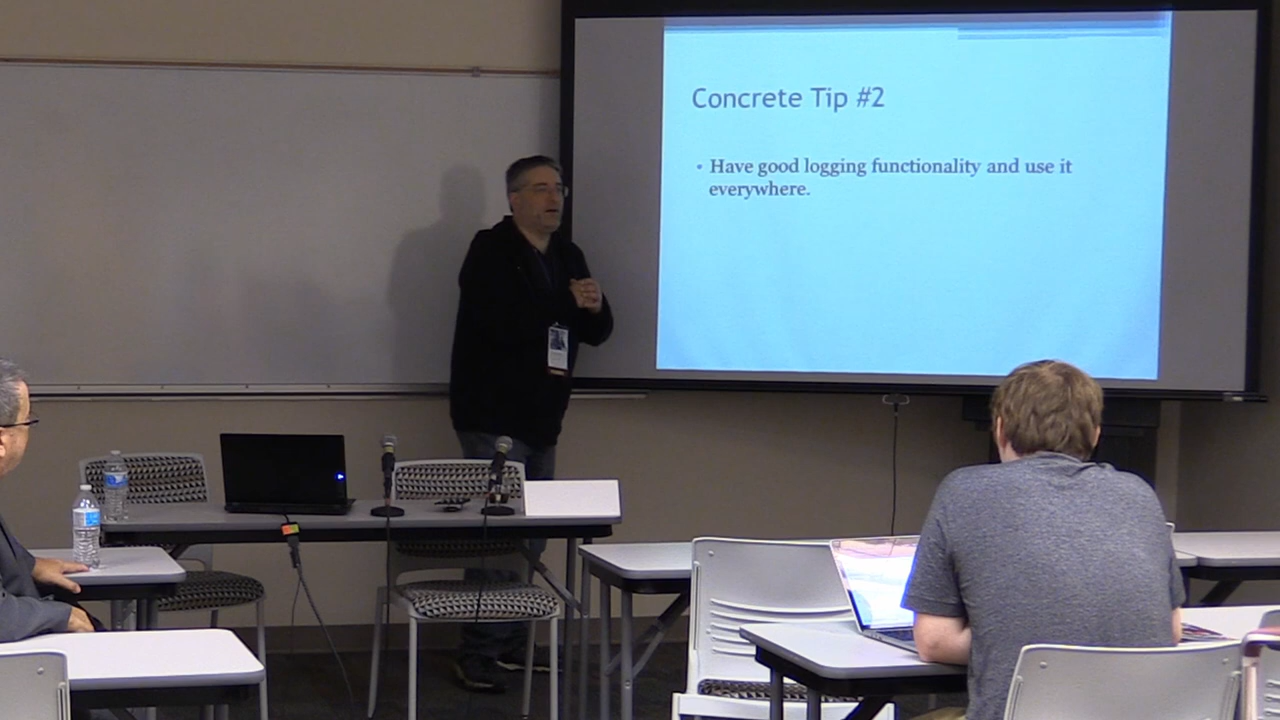 Concrete Tip #2
• Have good logging functionality and use it
everywhere.